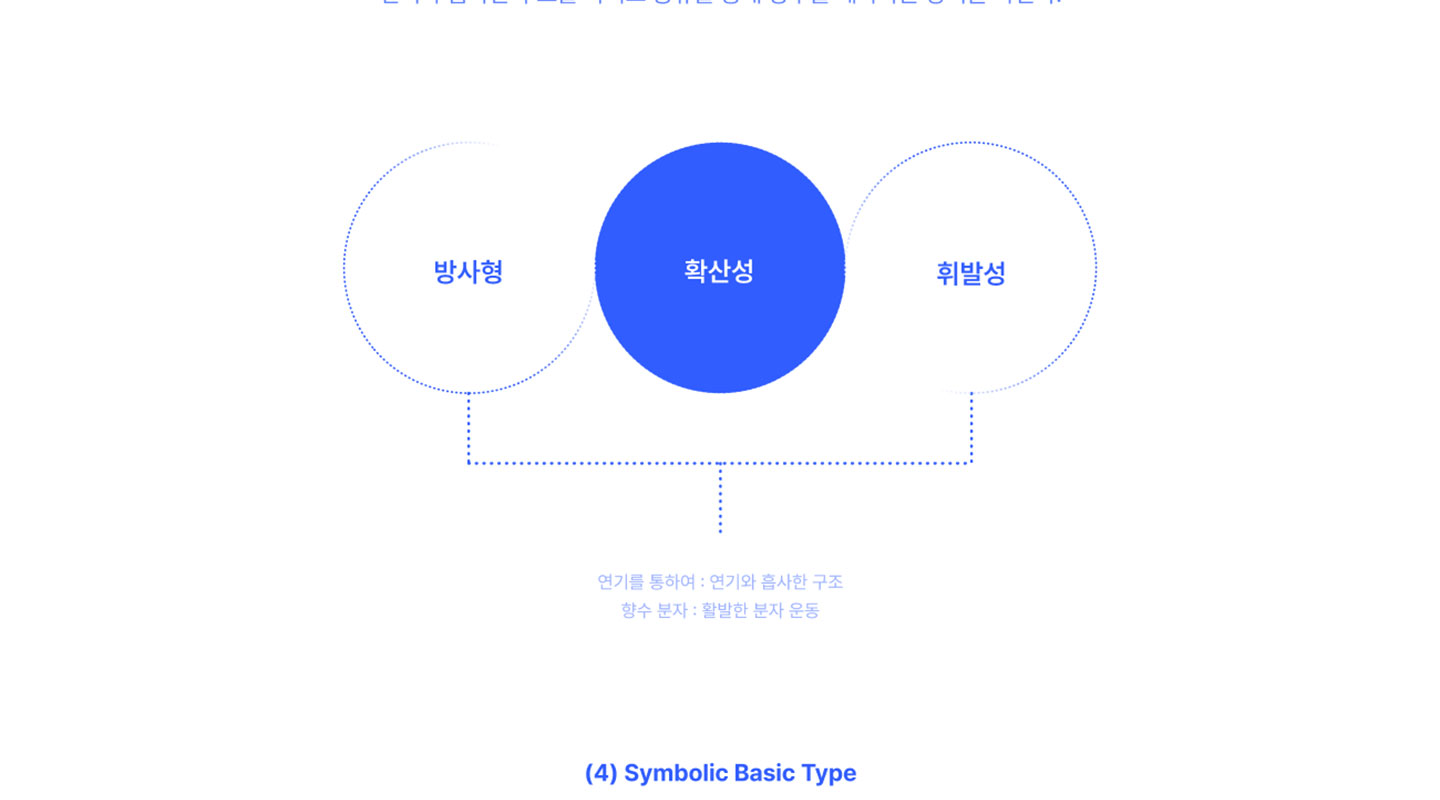 방사형
확산성
휘발성
연기를 통하여 : 연기와 흡사한 구조
향수 분자 : 활발한 분자 운동
(4) Symbolic Basic Type